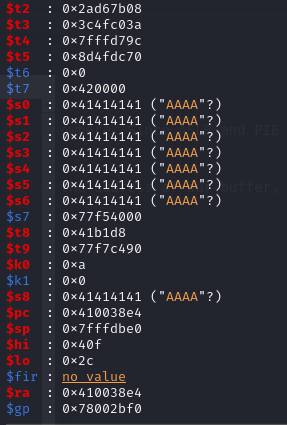 $t2 : 0×2ad67b08
$t3 : 0×3c4fc03a
$t4 : 0×7fffd79c
$t5 : 0×8d4fdc70
$t6 : 0×0
$t7 : 0×420000
$s0 : 0×41414141 ("AAAA"?)
$s1 : 0×41414141 ("AAAA"?) and PIE
$s2 : 0×41414141 ("AAAA"?)
$s3 : 0×41414141 ("AAAA"?)
$s4 : 0×41414141 ("AAAA"?)
$s5 : 0×41414141 ("AAAA"?) buffer,
$s6 : 0×41414141 ("AAAA"?)
$s7 : 0×77f54000
$t8 : 0×41b1d8
$t9 : 0×77f7c490
$k0 : 0×a
$k1 : 0×0
$s8 : 0×41414141 ("AAAA"?)
$pc : 0×410038e4
$sp : 0×7fffdbe0
$hi : 0×40f
$lo : 0×2c
$fir : no value
$ra : 0×410038e4
$gp : 0×78002bf0